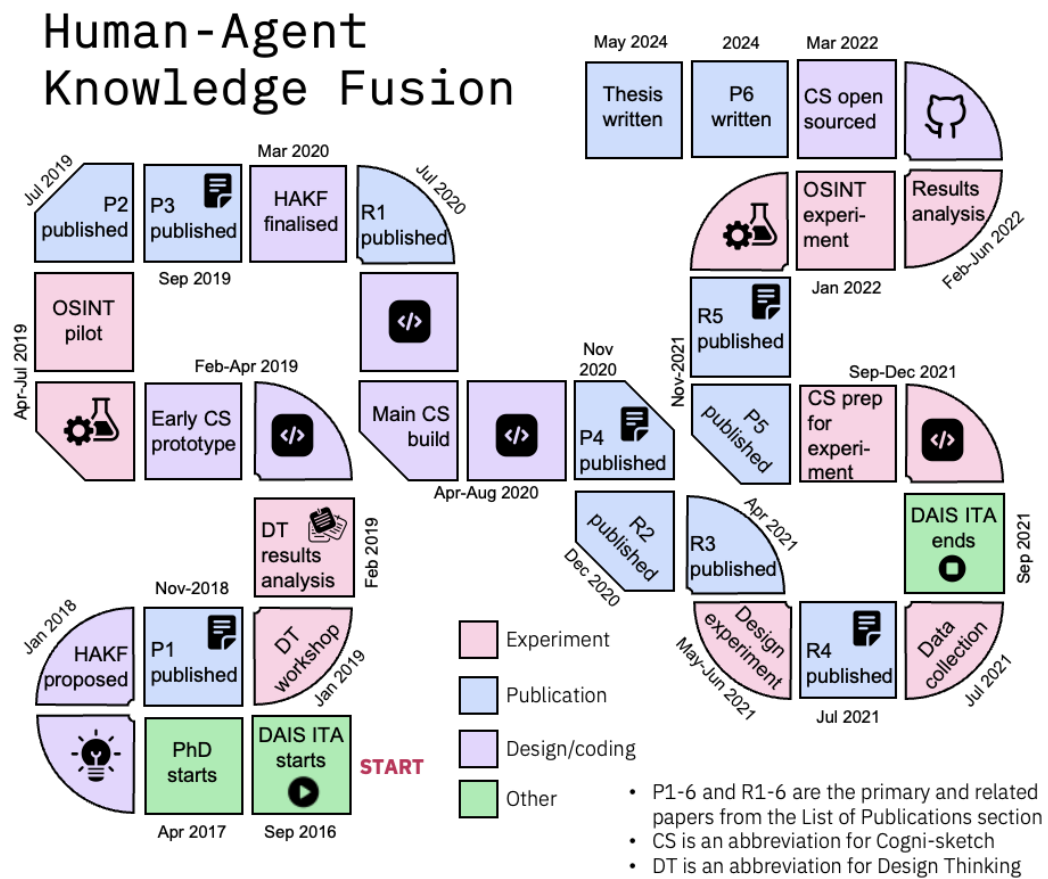 Human-Agent
Knowledge Fusion
May 2024
2024
Mar 2022
Thesis
written
P6
written
CS open
sourced
Jul 2019
P2
published
P3
published
Sep 2019
Mar 2020
HAKF
finalised
Jul 2020
R1
published
OSINT
experi-
ment
Jan 2022
Results
analysis
Feb-Jun 2022
OSINT
pilot
Apr-Jul 2019
Feb-Apr 2019
Early CS
prototype
</>
</>
Main CS
build
</>
Apr-Aug 2020
Nov
2020
P4
published
R5
published
Nov-2021
P5
published
Sep-Dec 2021
CS prep
for
experi-
ment
</>
DT
results
analysis
Feb 2019
R2
published
Dec 2020
R3
published
Apr 2021
DAIS ITA
ends
Sep 2021
Jan 2018
HAKF
proposed
Nov-2018
P1
published
DT
workshop
Jan 2019
Design
experiment
May-Jun 2021
R4
published
Jul 2021
Data
collection
Jul 2021
PhD
starts
Apr 2017
DAIS ITA
starts
Sep 2016
START
Experiment
Publication
Design/coding
Other
• P1-6 and R1-6 are the primary and related
papers from the List of Publications section
• CS is an abbreviation for Cogni-sketch
• DT is an abbreviation for Design Thinking